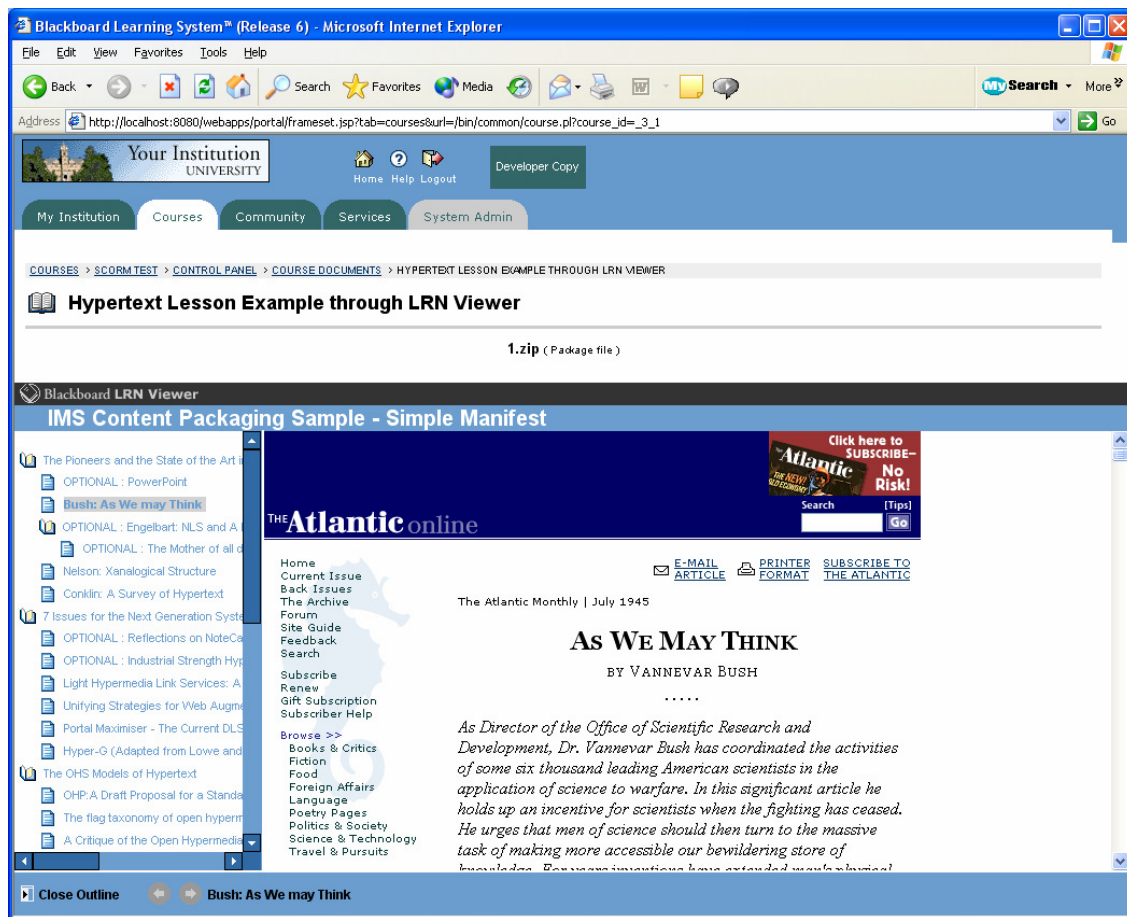 Blackboard Learning System™ (Release 6) - Microsoft Internet Explorer
File Edit View Favorites Tools Help
Back Search Favorites Media My Search More
Address http://localhost:8080/webapps/portal/frameset.jsp?tab=courses&url=/bin/common/course.pl?course_id=_3_1 Go
Your Institution
UNIVERSITY
Home Help Logout
Developer Copy
My Institution Courses Community Services System Admin
COURSES > SCORM TEST > CONTROL PANEL > COURSE DOCUMENTS > HYPERTEXT LESSON EXAMPLE THROUGH LRN VIEWER
Hypertext Lesson Example through LRN Viewer
1.zip ( Package file )
Blackboard LRN Viewer
IMS Content Packaging Sample - Simple Manifest
The Pioneers and the State of the Art i
OPTIONAL : PowerPoint
Bush: As We may Think
OPTIONAL : Engelbart: NLS and A
OPTIONAL : The Mother of all d
Nelson: Xanalogical Structure
Conklin: A Survey of Hypertext
7 Issues for the Next Generation Syste
OPTIONAL : Reflections on NoteCa
OPTIONAL : Industrial Strength Hyp
Light Hypermedia Link Services: A
Unifying Strategies for Web Augme
Portal Maximiser - The Current DLS
Hyper-G (Adapted from Lowe and
The OHS Models of Hypertext
OHP:A Draft Proposal for a Standa
The flag taxonomy of open hyperm
A Critique of the Open Hypermedia
Click here to
SUBSCRIBE–
No
Risk!
Atlantic
Search [Tips]
Go
THE Atlantic online
Home
Current Issue
Back Issues
The Archive
Forum
Site Guide
Feedback
Search
Subscribe
Renew
Gift Subscription
Subscriber Help
Browse >>
Books & Critics
Fiction
Food
Foreign Affairs
Language
Poetry Pages
Politics & Society
Science & Technology
Travel & Pursuits
E-MAIL ARTICLE PRINTER FORMAT SUBSCRIBE TO THE ATLANTIC
The Atlantic Monthly | July 1945
AS WE MAY THINK
BY VANNEVAR BUSH
. . . . .
As Director of the Office of Scientific Research and
Development, Dr. Vannevar Bush has coordinated the activities
of some six thousand leading American scientists in the
application of science to warfare. In this significant article he
holds up an incentive for scientists when the fighting has ceased.
He urges that men of science should then turn to the massive
task of making more accessible our bewildering store of
knowledge. For years inventions have extended man's physical
Close Outline Bush: As We may Think